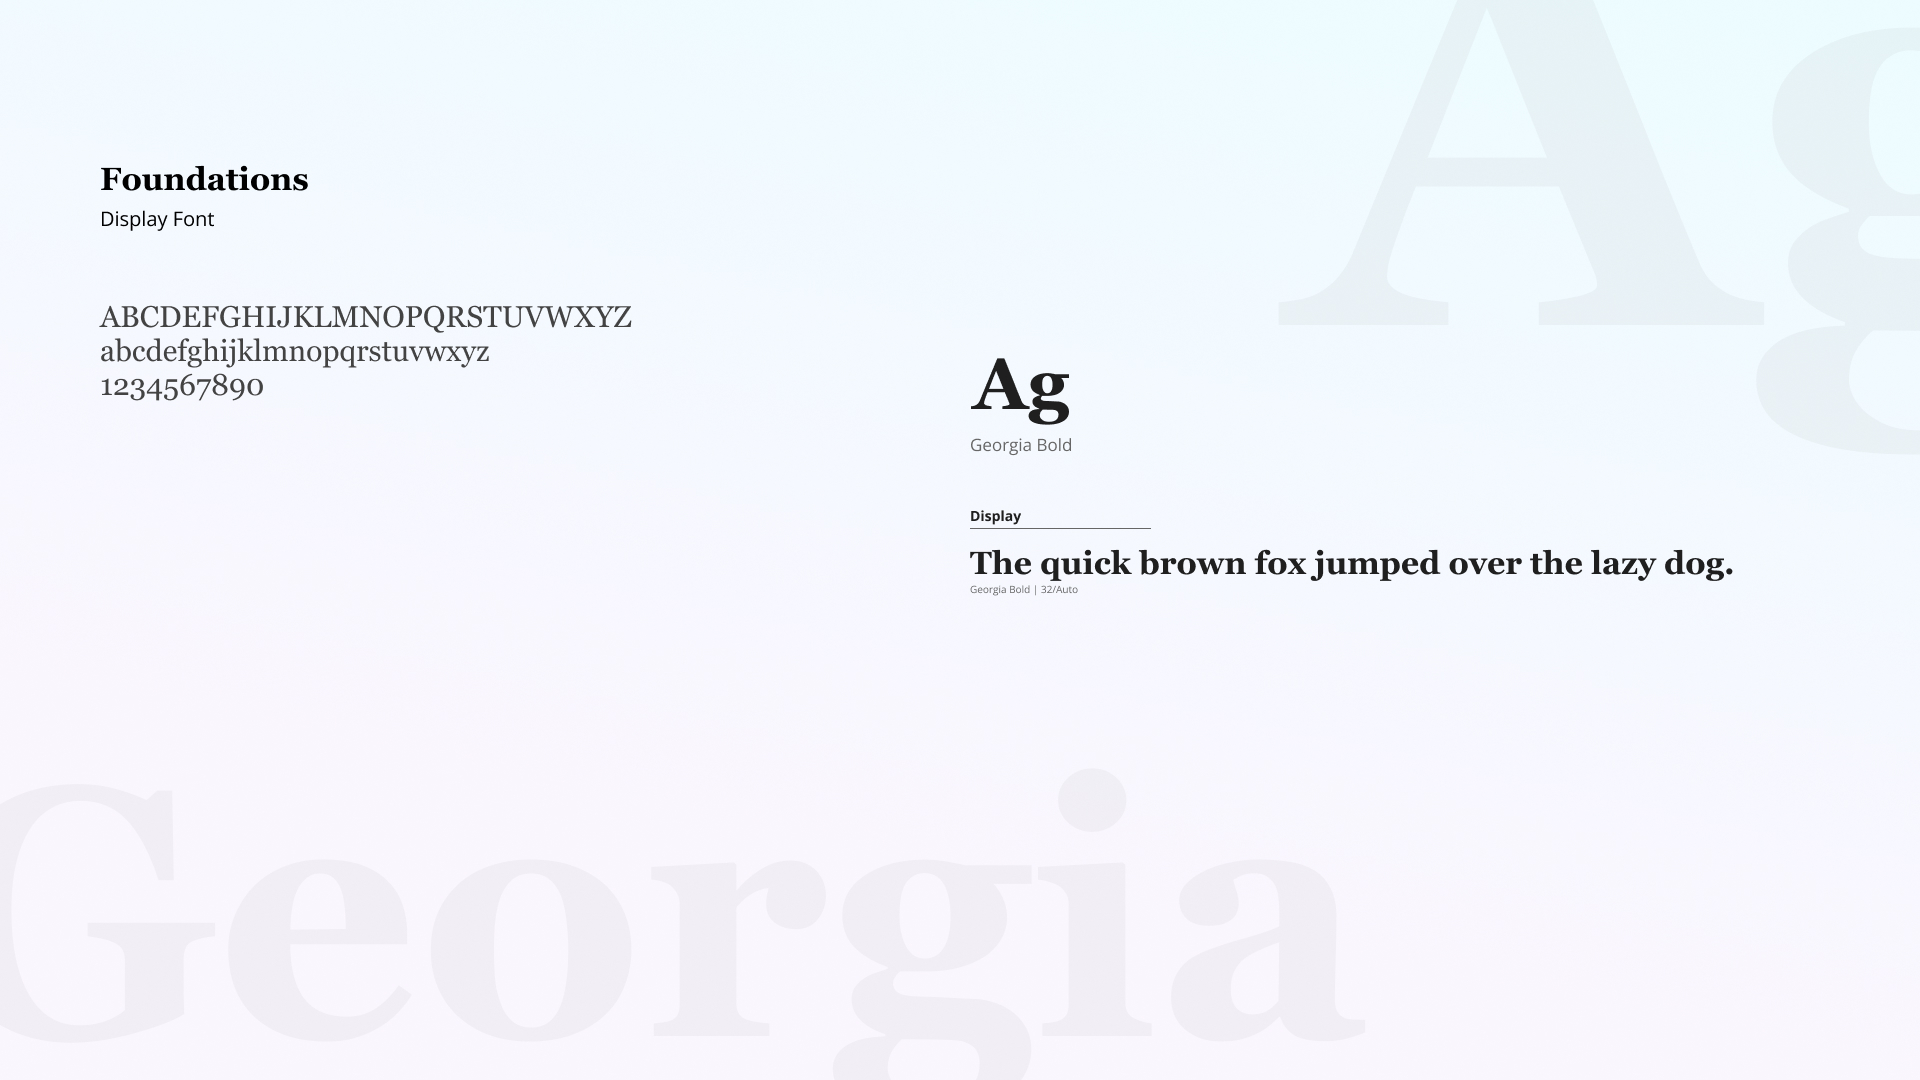 Ag
Foundations
Display Font
ABCDEFGHIJKLMNOPQRSTUVWXYZ
abcdefghijklmnopqrstuvwxyz
1234567890
Ag
Georgia Bold
Display
The quick brown fox jumped over the lazy dog.
Georgia Bold | 32/Auto
Georgia